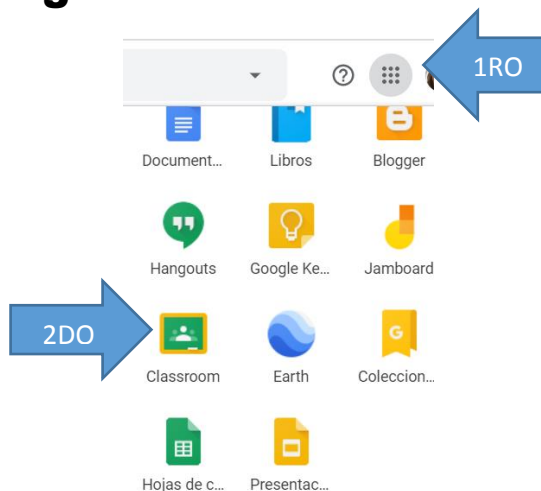 1RO
Document... Libros Blogger
Hangouts Google Ke... Jamboard
2DO
Classroom Earth Coleccion...
Hojas de c... Presentac...